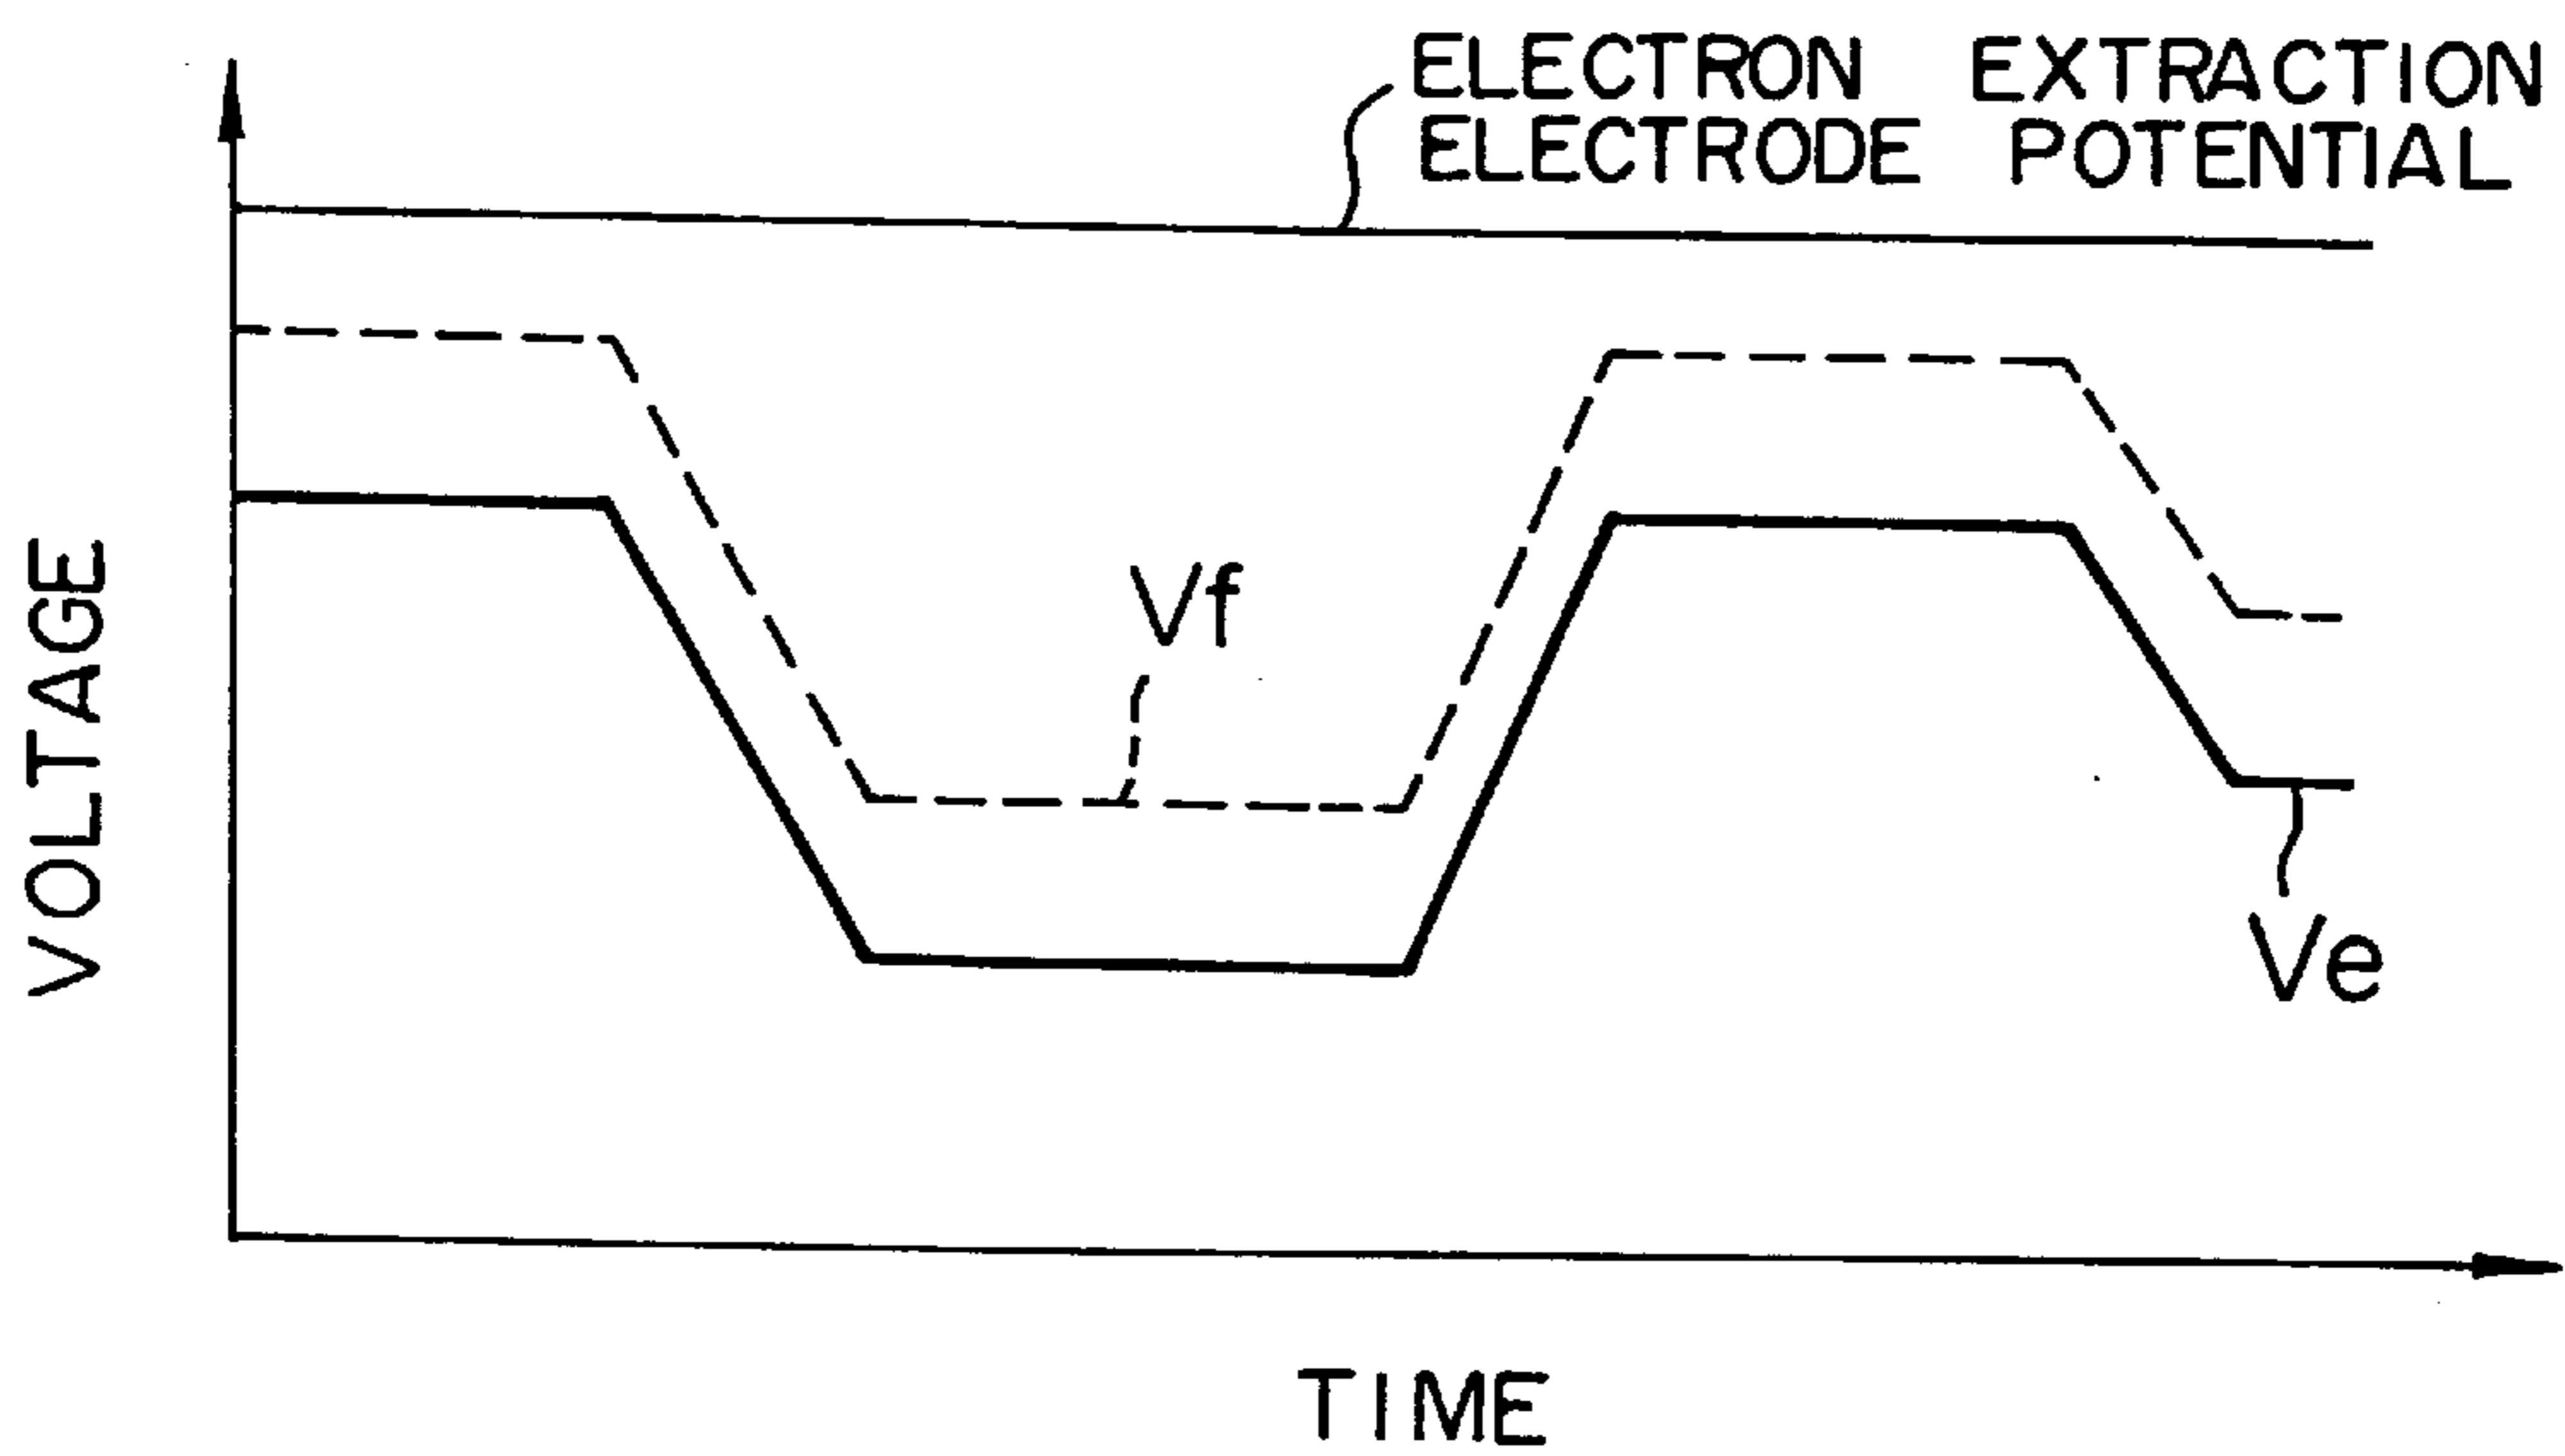 ELECTRON EXTRACTION
ELECTRODE POTENTIAL
VOLTAGE
Vf
Ve
TIME